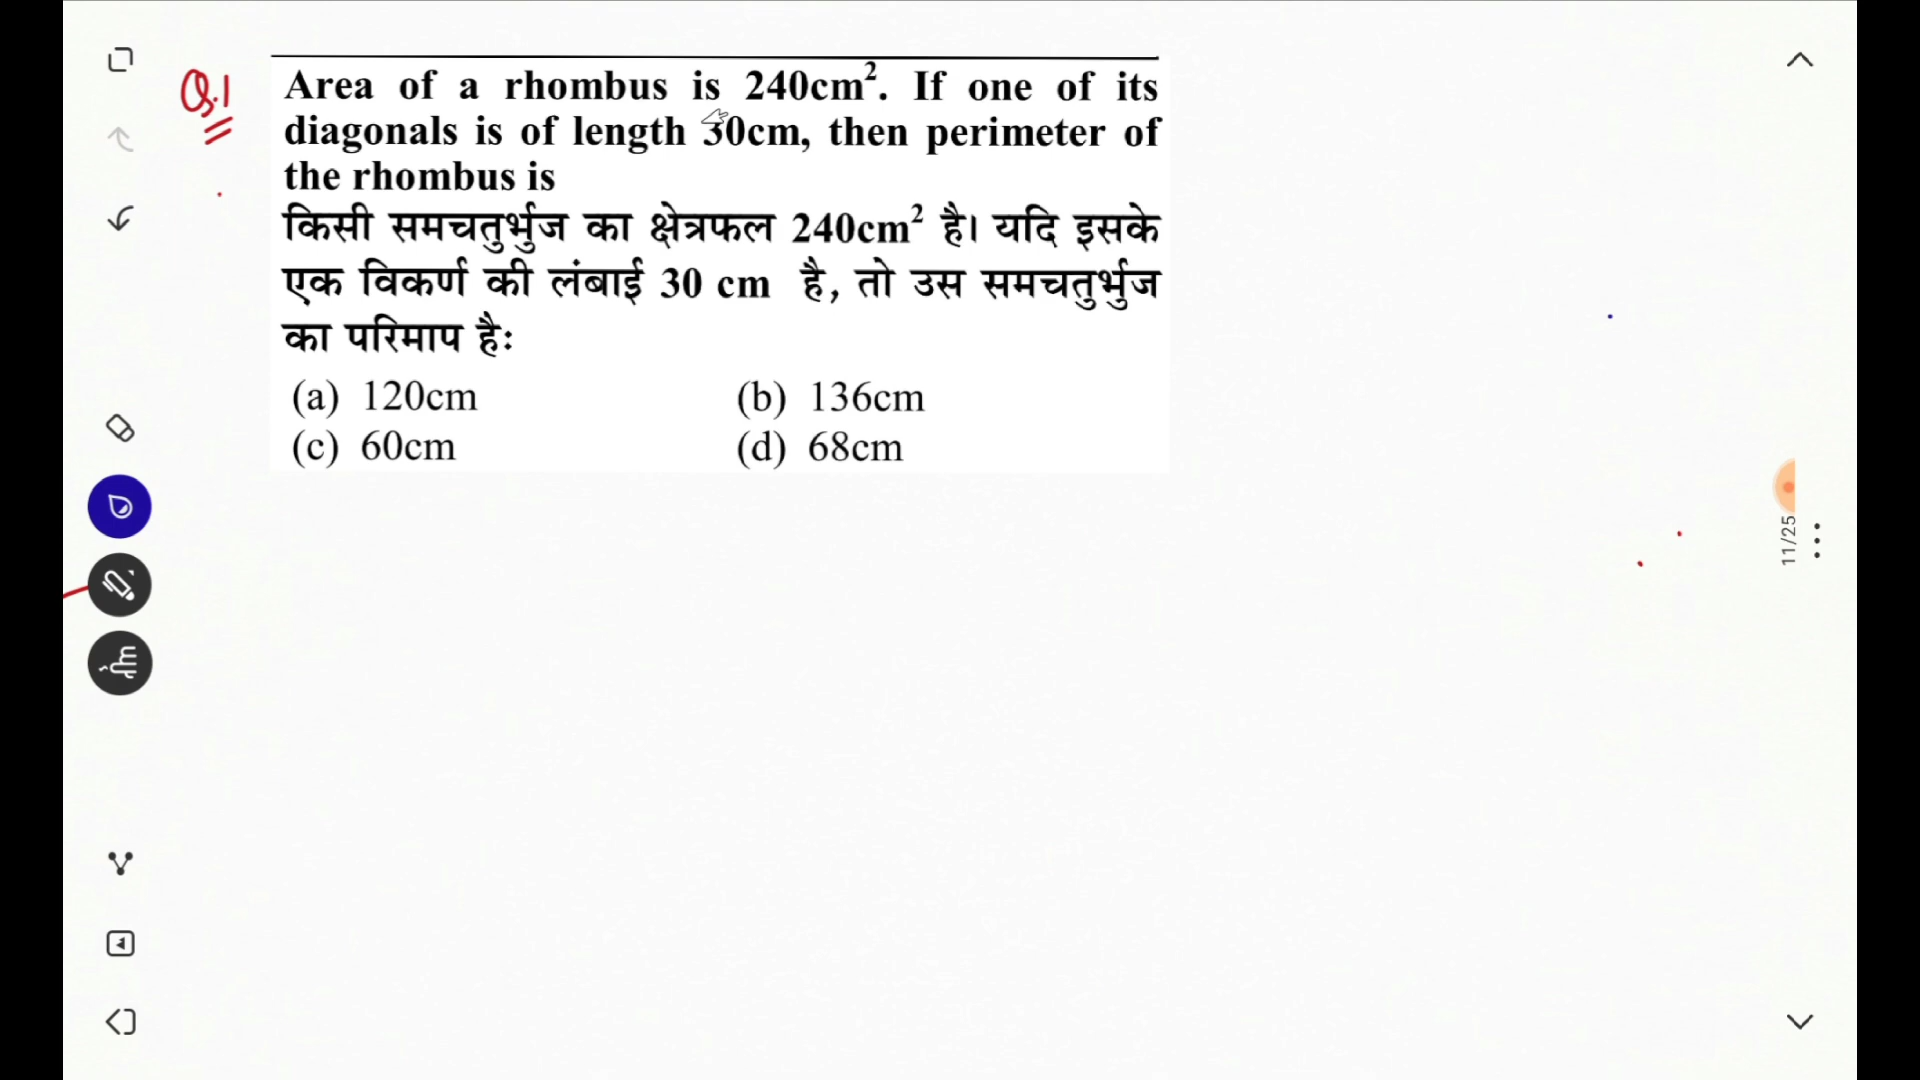 Q.1
Area of a rhombus is 240cm². If one of its
diagonals is of length 30cm, then perimeter of
the rhombus is
किसी समचतुर्भुज का क्षेत्रफल 240cm² है। यदि इसके
एक विकर्ण की लंबाई 30 cm है, तो उस समचतुर्भुज
का परिमाप हैः
(a) 120cm (b) 136cm
(c) 60cm (d) 68cm
11/25